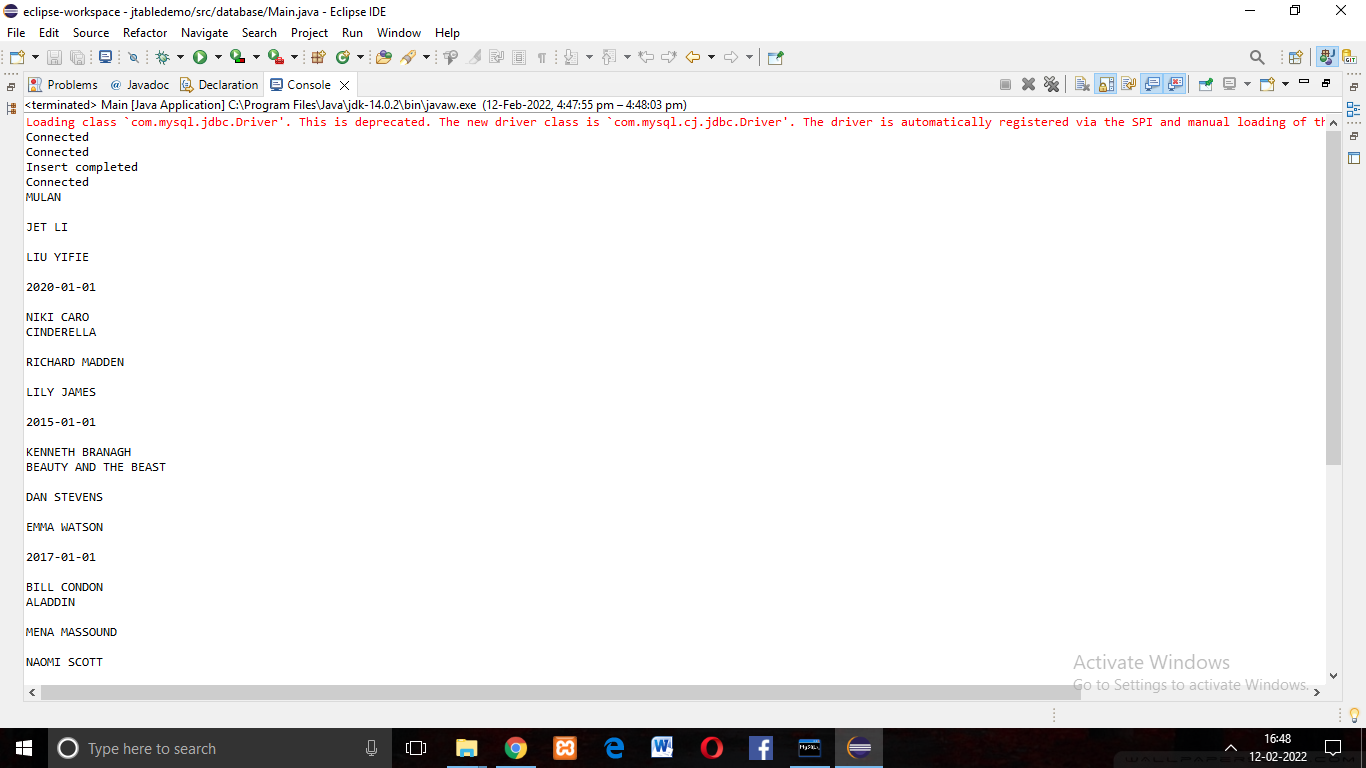 eclipse-workspace - jtabledemo/src/database/Main.java - Eclipse IDE
File Edit Source Refactor Navigate Search Project Run Window Help
Problems @ Javadoc Declaration Console
<terminated> Main [Java Application] C:\Program Files\Java\jdk-14.0.2\bin\javaw.exe (12-Feb-2022, 4:47:55 pm – 4:48:03 pm)
Loading class `com.mysql.jdbc.Driver'. This is deprecated. The new driver class is `com.mysql.cj.jdbc.Driver'. The driver is automatically registered via the SPI and manual loading of th
Connected
Connected
Insert completed
Connected
MULAN
JET LI
LIU YIFIE
2020-01-01
NIKI CARO
CINDERELLA
RICHARD MADDEN
LILY JAMES
2015-01-01
KENNETH BRANAGH
BEAUTY AND THE BEAST
DAN STEVENS
EMMA WATSON
2017-01-01
BILL CONDON
ALADDIN
MENA MASSOUND
NAOMI SCOTT
Activate Windows
Go to Settings to activate Windows.
Type here to search
16:48
12-02-2022